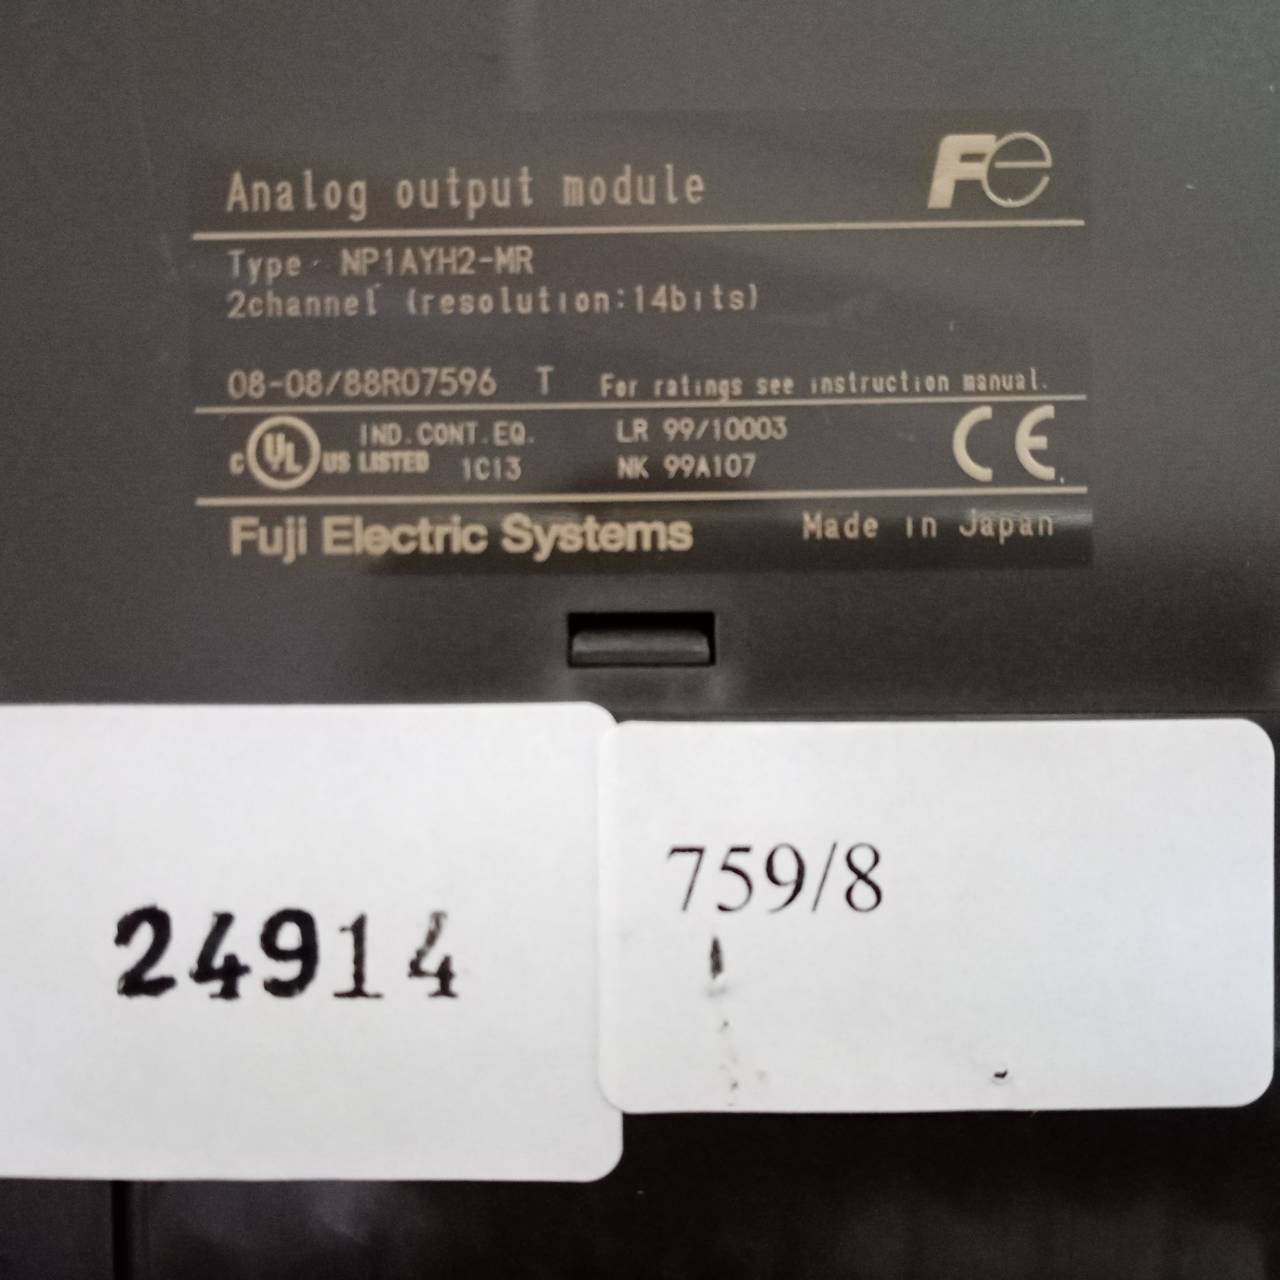 Analog output module
Fe
Type NP1AYH2-MR
2channel (resolution:14bits)
08-08/88R07596 T For ratings see instruction manual.
c UL US LISTED IND.CONT.EQ. 1C13
LR 99/10003
NK 99A107
CE
Fuji Electric Systems Made in Japan
24914
759/8